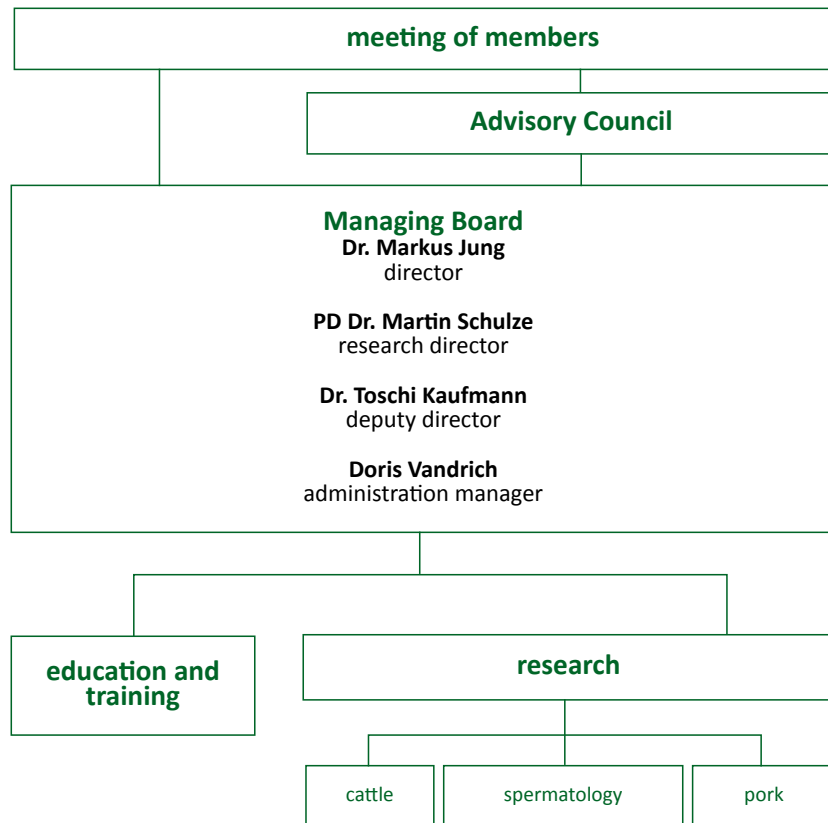 meeting of members
Advisory Council
Managing Board
Dr. Markus Jung
director
PD Dr. Martin Schulze
research director
Dr. Toschi Kaufmann
deputy director
Doris Vandrich
administration manager
education and
training
research
cattle
spermatology
pork